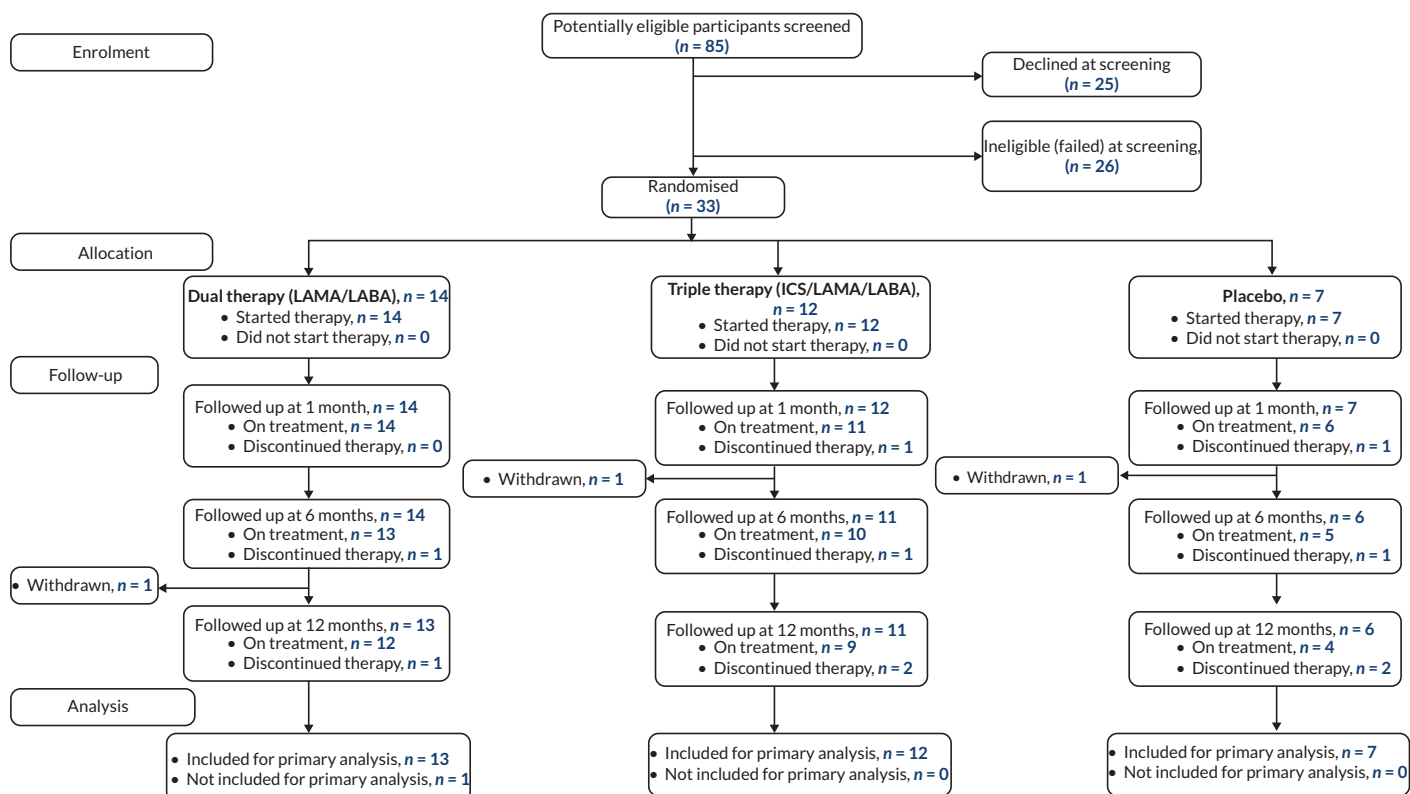 Enrolment
Potentially eligible participants screened
(n = 85)
Declined at screening
(n = 25)
Ineligible (failed) at screening,
(n = 26)
Randomised
(n = 33)
Allocation
Dual therapy (LAMA/LABA), n = 14
• Started therapy, n = 14
• Did not start therapy, n = 0
Triple therapy (ICS/LAMA/LABA),
n = 12
• Started therapy, n = 12
• Did not start therapy, n = 0
Placebo, n = 7
• Started therapy, n = 7
• Did not start therapy, n = 0
Follow-up
Followed up at 1 month, n = 14
• On treatment, n = 14
• Discontinued therapy, n = 0
Followed up at 1 month, n = 12
• On treatment, n = 11
• Discontinued therapy, n = 1
Followed up at 1 month, n = 7
• On treatment, n = 6
• Discontinued therapy, n = 1
• Withdrawn, n = 1
• Withdrawn, n = 1
Followed up at 6 months, n = 14
• On treatment, n = 13
• Discontinued therapy, n = 1
Followed up at 6 months, n = 11
• On treatment, n = 10
• Discontinued therapy, n = 1
Followed up at 6 months, n = 6
• On treatment, n = 5
• Discontinued therapy, n = 1
• Withdrawn, n = 1
Followed up at 12 months, n = 13
• On treatment, n = 12
• Discontinued therapy, n = 1
Followed up at 12 months, n = 11
• On treatment, n = 9
• Discontinued therapy, n = 2
Followed up at 12 months, n = 6
• On treatment, n = 4
• Discontinued therapy, n = 2
Analysis
• Included for primary analysis, n = 13
• Not included for primary analysis, n = 1
• Included for primary analysis, n = 12
• Not included for primary analysis, n = 0
• Included for primary analysis, n = 7
• Not included for primary analysis, n = 0